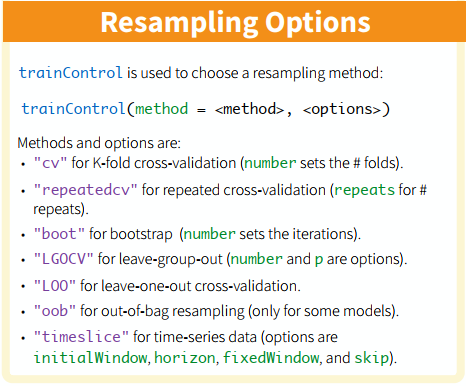 Resampling Options
trainControl is used to choose a resampling method:
trainControl(method = <method>, <options>)
Methods and options are:
• "cv" for K-fold cross-validation (number sets the # folds).
• "repeatedcv" for repeated cross-validation (repeats for #
repeats).
• "boot" for bootstrap (number sets the iterations).
• "LGOCV" for leave-group-out (number and p are options).
• "LOO" for leave-one-out cross-validation.
• "oob" for out-of-bag resampling (only for some models).
• "timeslice" for time-series data (options are
initialWindow, horizon, fixedWindow, and skip).